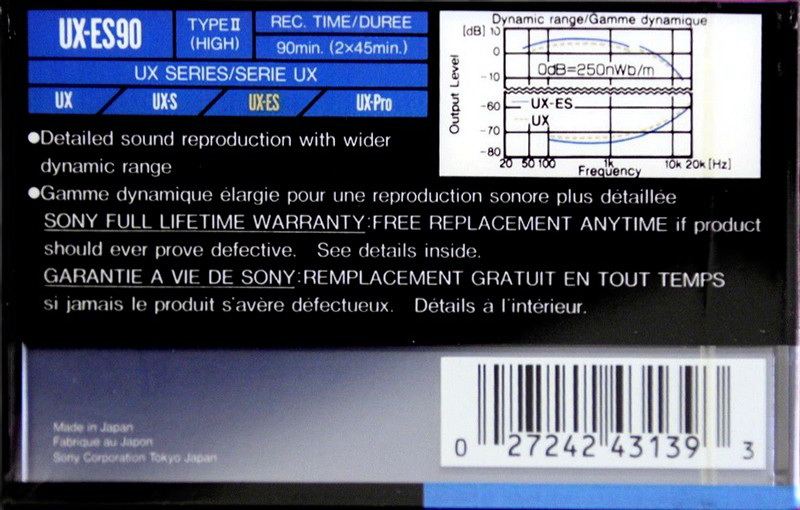 UX-ES90
TYPE II
(HIGH)
REC. TIME/DUREE
90min. (2×45min.)
UX SERIES/SERIE UX
UX UX-S UX-ES UX-Pro
Dynamic range/Gamme dynamique
[dB] 10
0
-10
-60
-70
-80
Output Level
0dB=250nWb/m
UX-ES
UX
20 50 100 1k 10k 20k [Hz]
Frequency
●Detailed sound reproduction with wider
dynamic range
●Gamme dynamique élargie pour une reproduction sonore plus détaillée
SONY FULL LIFETIME WARRANTY:FREE REPLACEMENT ANYTIME if product
should ever prove defective. See details inside.
GARANTIE A VIE DE SONY:REMPLACEMENT GRATUIT EN TOUT TEMPS
si jamais le produit s'avère défectueux. Détails à l'intérieur.
Made in Japan
Fabriqué au Japon
Sony Corporation Tokyo Japan
0 27242 43139 3